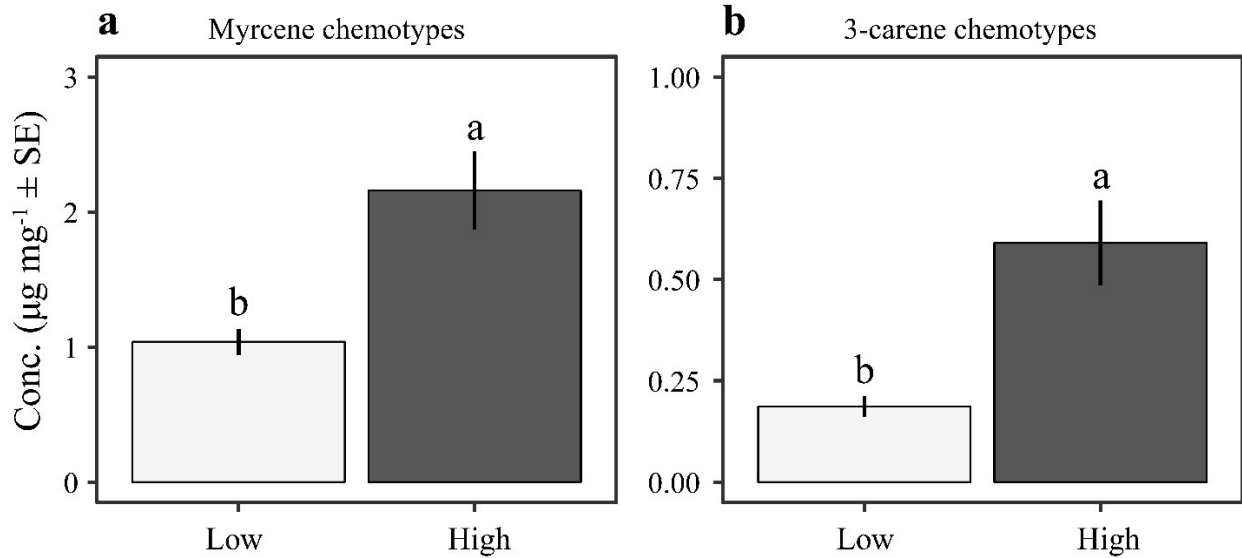 a Myrcene chemotypes
Conc. (µg mg⁻¹ ± SE)
3
2
1
0
b
a
Low High
b 3-carene chemotypes
1.00
0.75
0.50
0.25
0.00
b
a
Low High